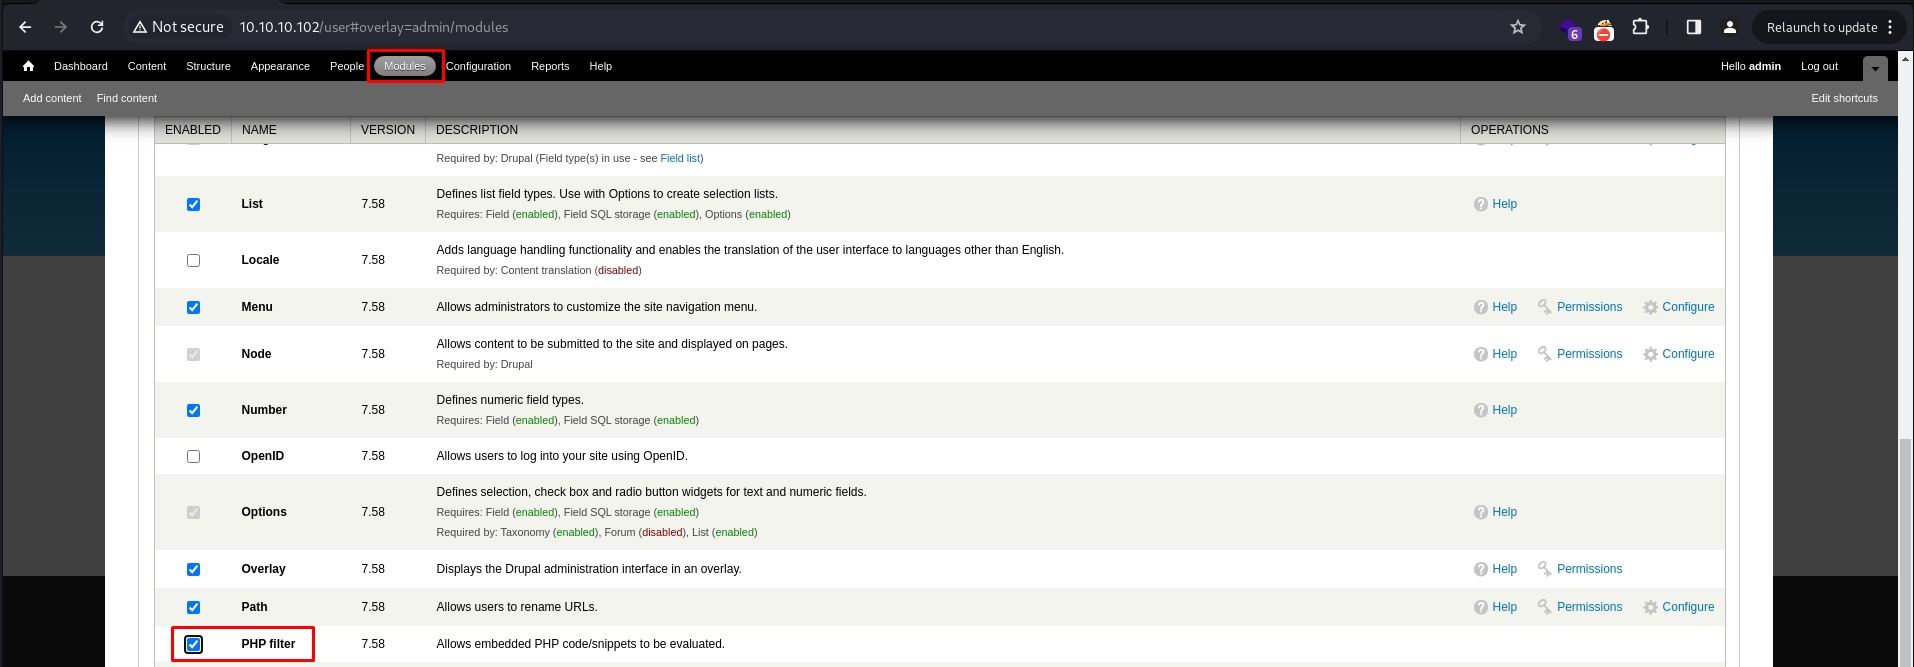 Not secure 10.10.10.102/user#overlay=admin/modules 6 Relaunch to update
Dashboard Content Structure Appearance People Modules Configuration Reports Help Hello admin Log out
Add content Find content Edit shortcuts
ENABLED NAME VERSION DESCRIPTION OPERATIONS
Required by: Drupal (Field type(s) in use - see Field list)
Defines list field types. Use with Options to create selection lists.
List 7.58 Help
Requires: Field (enabled), Field SQL storage (enabled), Options (enabled)
Adds language handling functionality and enables the translation of the user interface to languages other than English.
Locale 7.58
Required by: Content translation (disabled)
Menu 7.58 Allows administrators to customize the site navigation menu. Help Permissions Configure
Allows content to be submitted to the site and displayed on pages.
Node 7.58 Help Permissions Configure
Required by: Drupal
Defines numeric field types.
Number 7.58 Help
Requires: Field (enabled), Field SQL storage (enabled)
OpenID 7.58 Allows users to log into your site using OpenID.
Defines selection, check box and radio button widgets for text and numeric fields.
Options 7.58 Requires: Field (enabled), Field SQL storage (enabled) Help
Required by: Taxonomy (enabled), Forum (disabled), List (enabled)
Overlay 7.58 Displays the Drupal administration interface in an overlay. Help Permissions
Path 7.58 Allows users to rename URLs. Help Permissions Configure
PHP filter 7.58 Allows embedded PHP code/snippets to be evaluated.